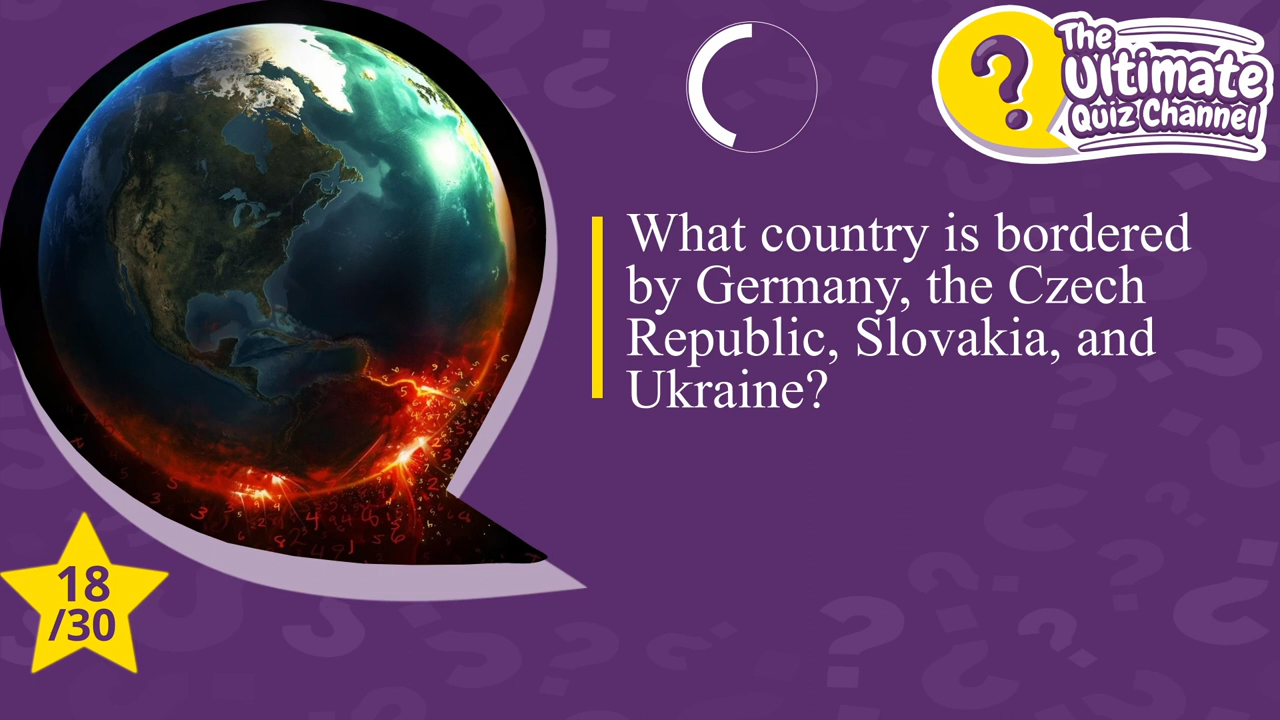 The
Ultimate
Quiz Channel
What country is bordered
by Germany, the Czech
Republic, Slovakia, and
Ukraine?
18
/30